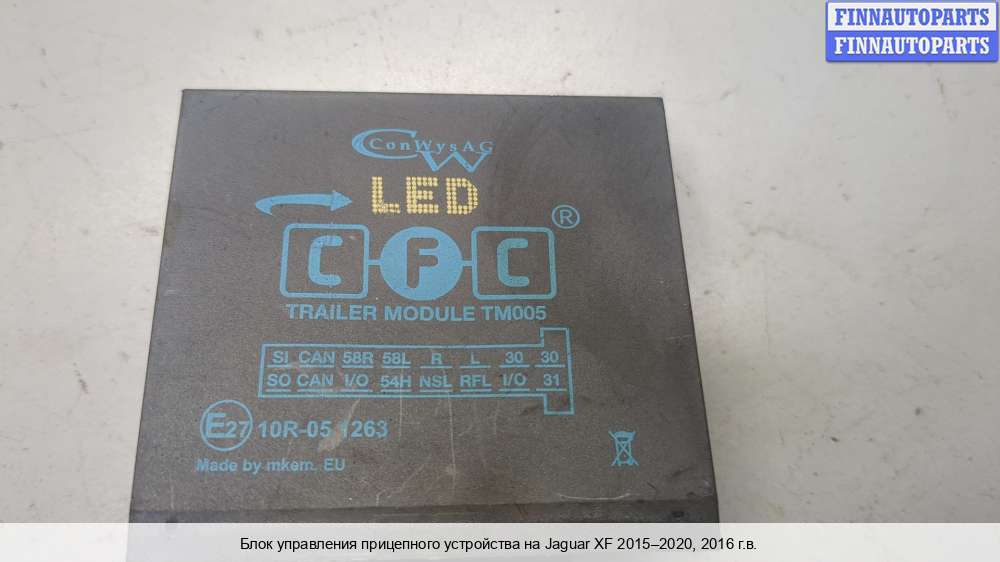 FINNAUTOPARTS
FINNAUTOPARTS
ConWysAG
CW
LED
CFC®
TRAILER MODULE TM005
SI CAN 58R 58L R L 30 30
SO CAN I/O 54H NSL RFL I/O 31
E27 10R-05 1263
Made by mkem. EU
Блок управления прицепного устройства на Jaguar XF 2015–2020, 2016 г.в.